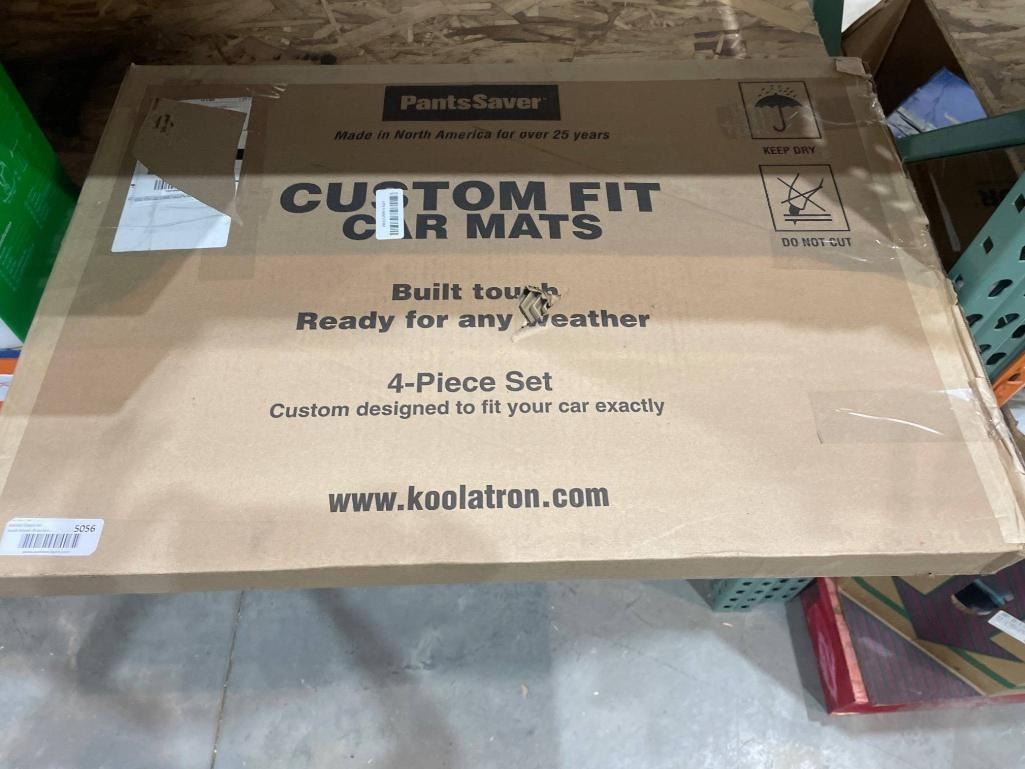 PantsSaver
Made in North America for over 25 years
KEEP DRY
CUSTOM FIT
CAR MATS
DO NOT CUT
Built tough
Ready for any weather
4-Piece Set
Custom designed to fit your car exactly
www.koolatron.com
5056